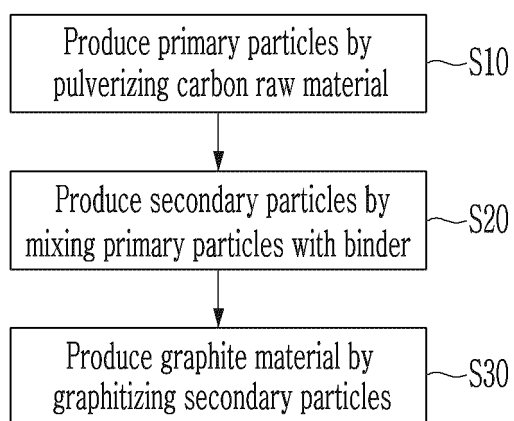 Produce primary particles by
pulverizing carbon raw material
S10
Produce secondary particles by
mixing primary particles with binder
S20
Produce graphite material by
graphitizing secondary particles
S30